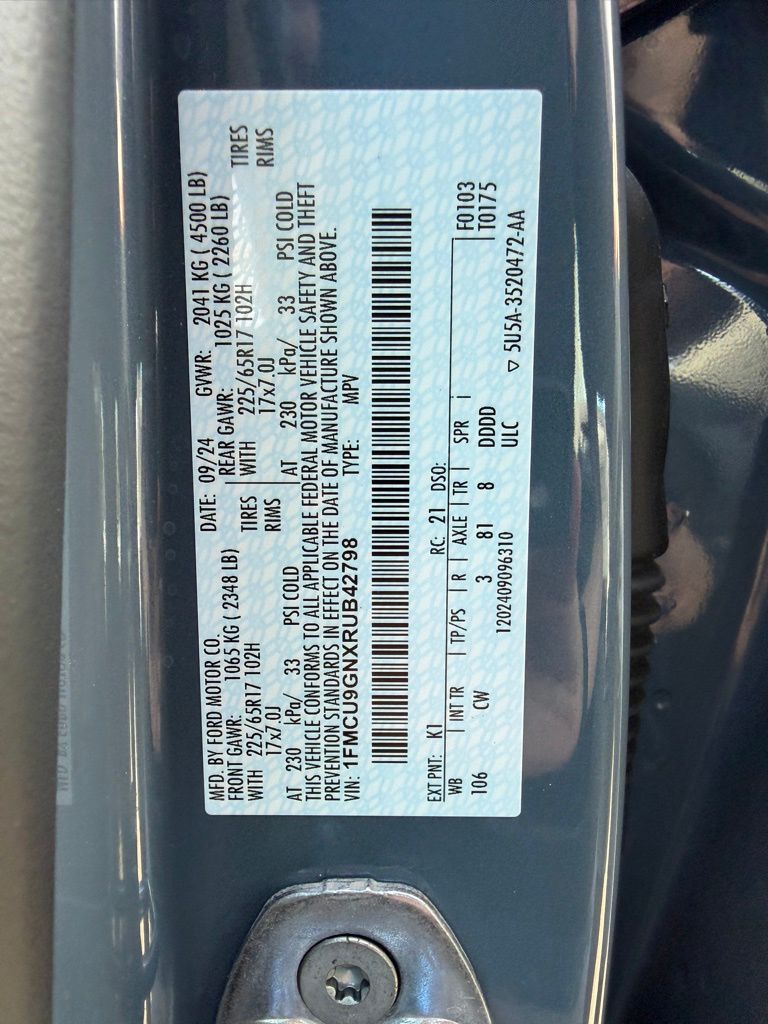 MFD. BY FORD MOTOR CO.
DATE: 09/24 GVWR: 2041 KG ( 4500 LB)
FRONT GAWR: 1065 KG ( 2348 LB) REAR GAWR: 1025 KG ( 2260 LB)
WITH 225/65R17 102H TIRES WITH 225/65R17 102H TIRES
17x7.0J RIMS 17x7.0J RIMS
AT 230 kPa/ 33 PSI COLD AT 230 kPa/ 33 PSI COLD
THIS VEHICLE CONFORMS TO ALL APPLICABLE FEDERAL MOTOR VEHICLE SAFETY AND THEFT
PREVENTION STANDARDS IN EFFECT ON THE DATE OF MANUFACTURE SHOWN ABOVE.
VIN: 1FMCU9GNXRUB42798 TYPE: MPV
EXT PNT: K1 RC: 21 DSO: F0103
WB INT TR TP/PS R AXLE TR SPR T0175
106 CW 3 81 8 DDDD
ULC
1202409096310 ▽ 5U5A-3520472-AA